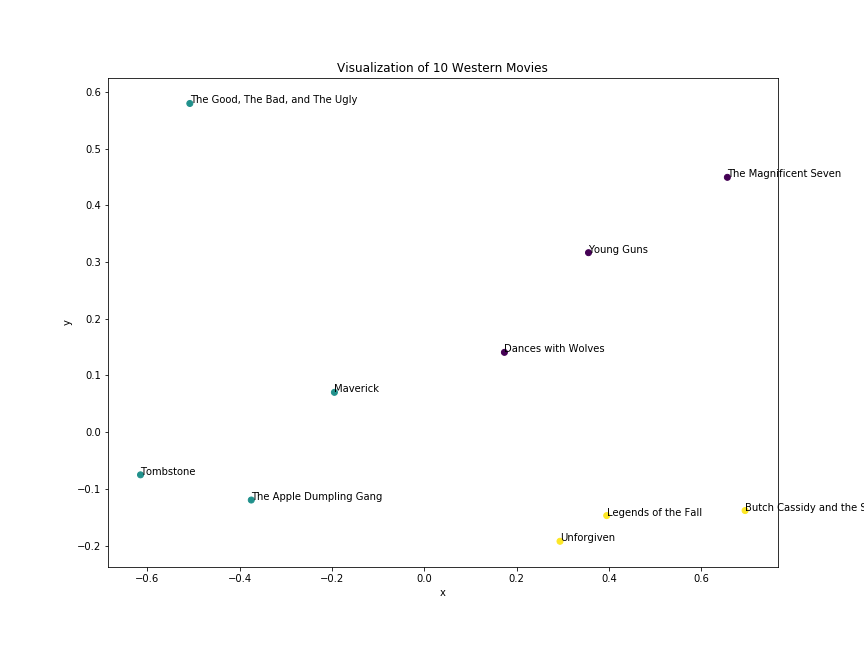 Visualization of 10 Western Movies
0.6
The Good, The Bad, and The Ugly
0.5
The Magnificent Seven
0.4
0.3
Young Guns
0.2
y
Dances with Wolves
0.1
Maverick
0.0
Tombstone
−0.1
The Apple Dumpling Gang
Butch Cassidy and the S
Legends of the Fall
Unforgiven
−0.2
−0.6 −0.4 −0.2 0.0 0.2 0.4 0.6
x